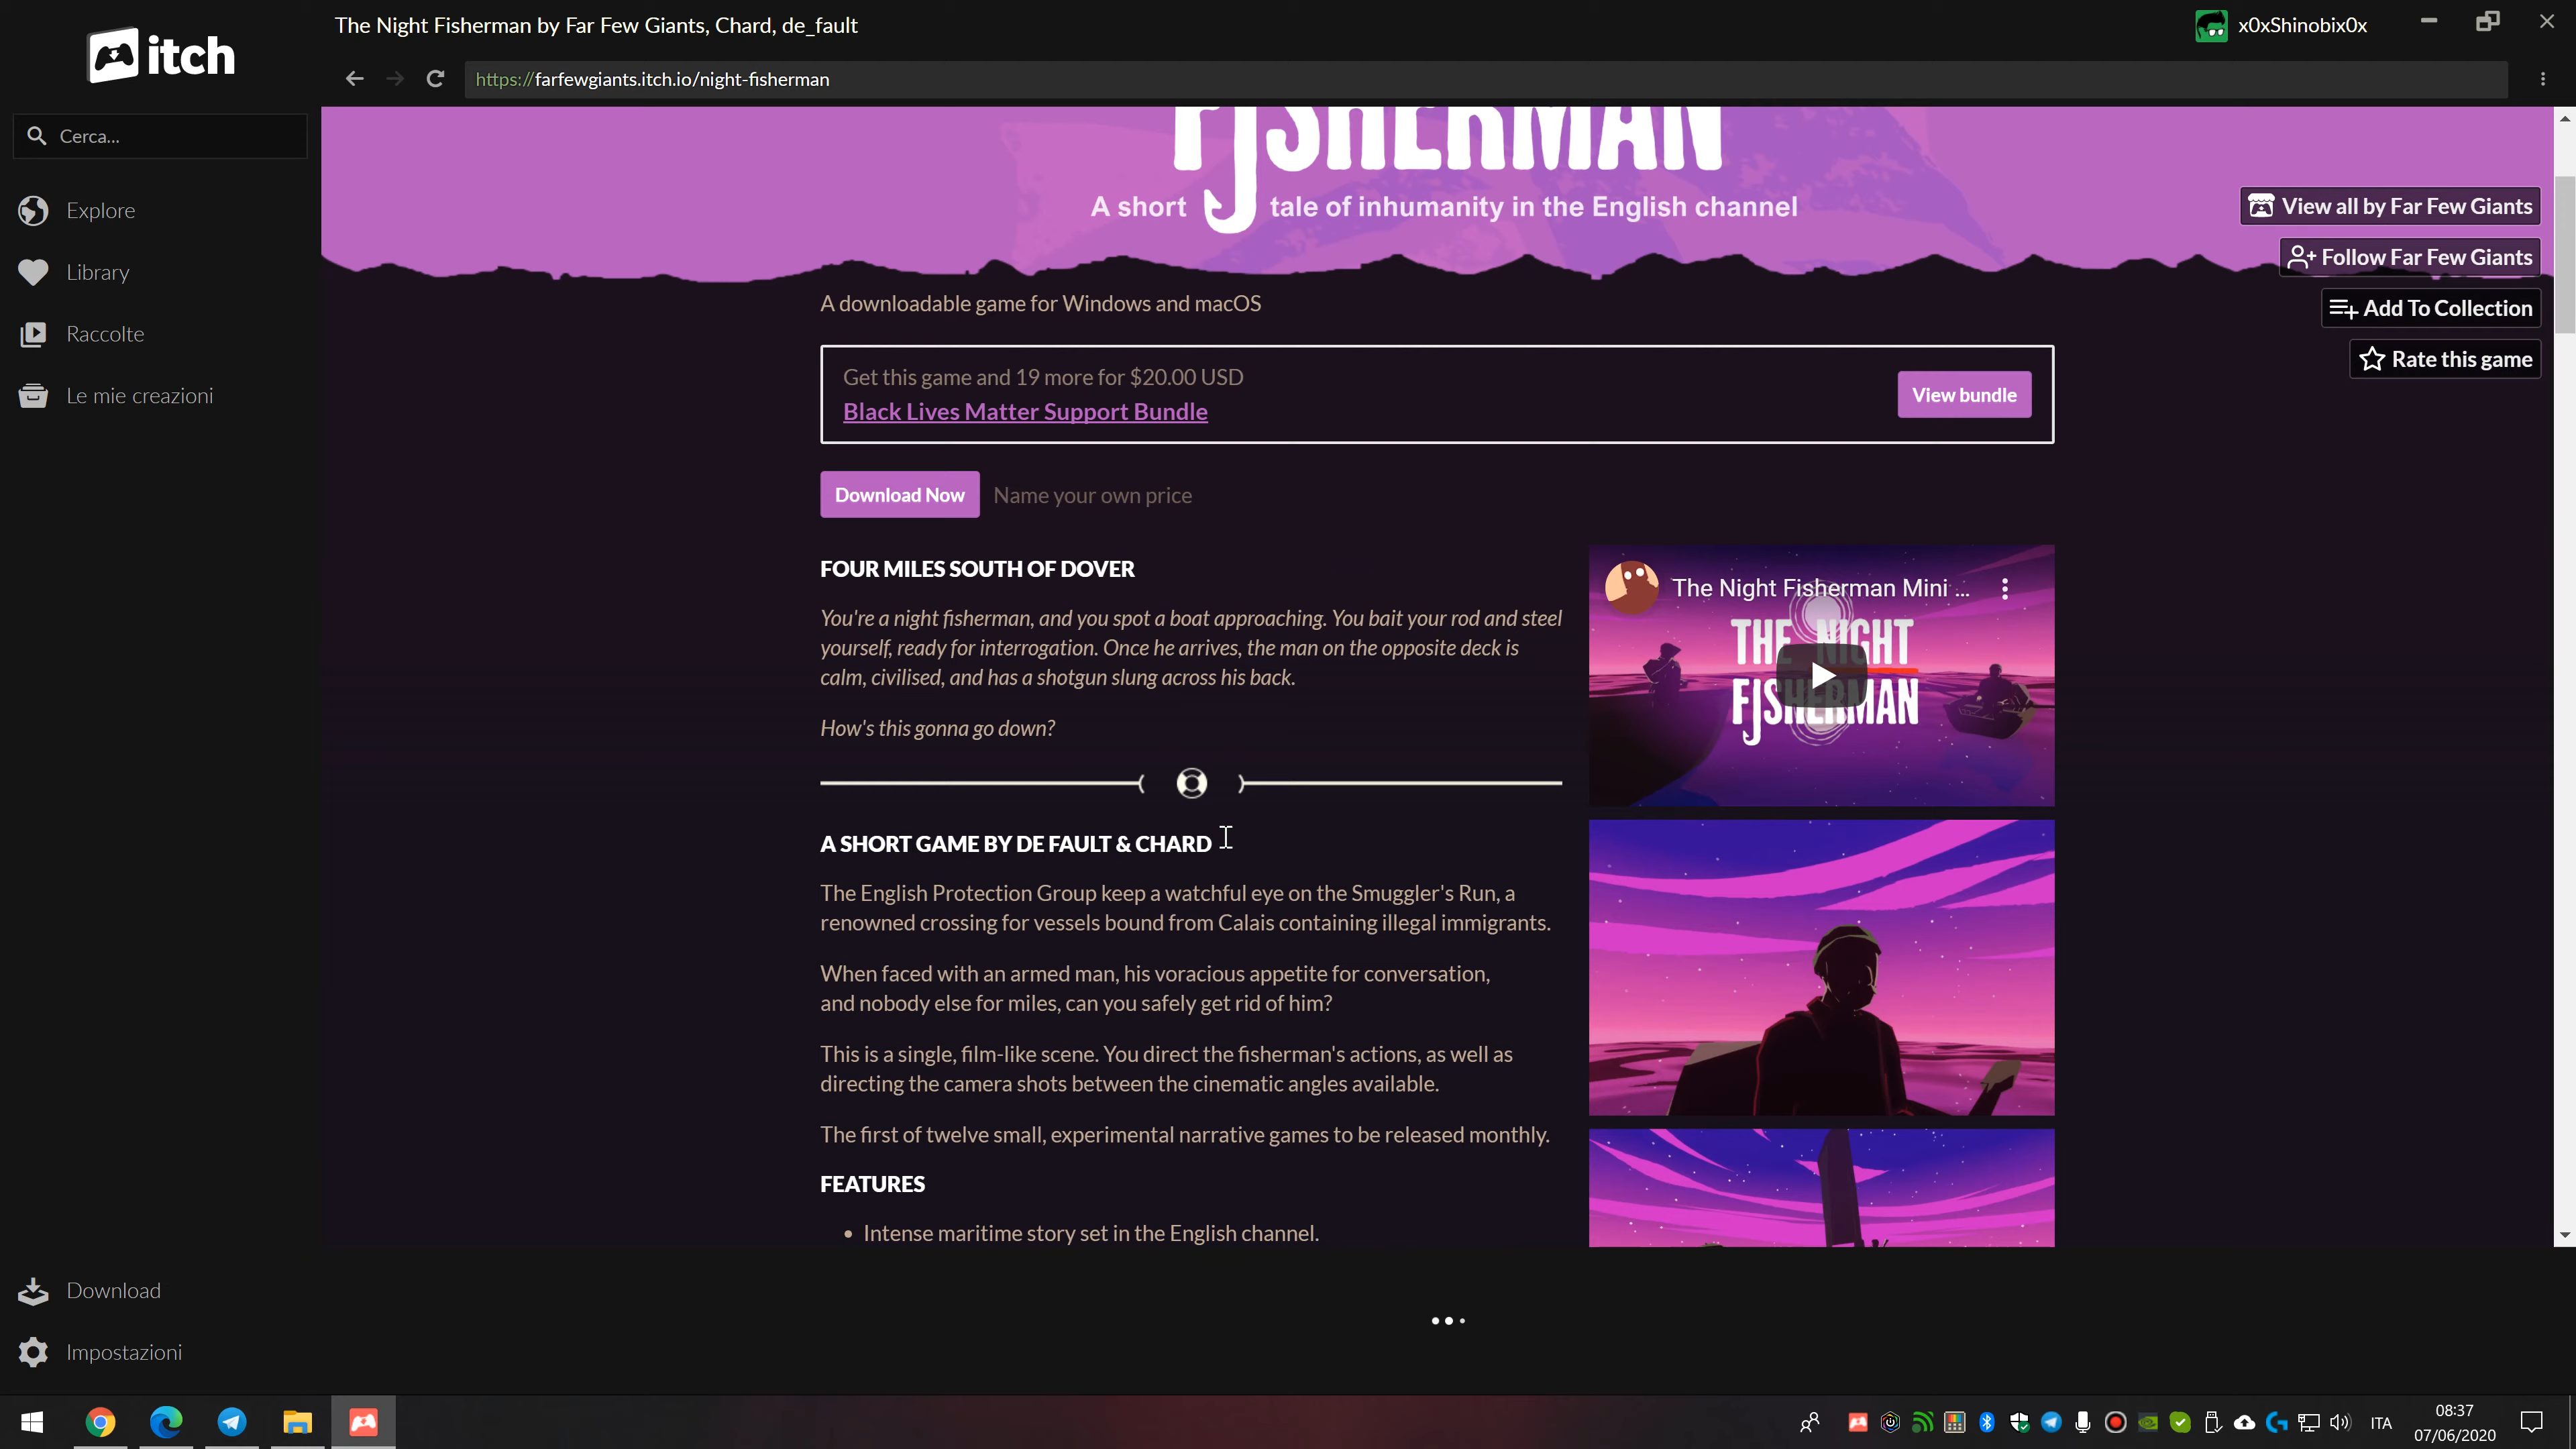 itch
The Night Fisherman by Far Few Giants, Chard, de_fault
x0xShinobix0x
https://farfewgiants.itch.io/night-fisherman
Cerca...
Explore
Library
Raccolte
Le mie creazioni
FISHERMAN
A short tale of inhumanity in the English channel
View all by Far Few Giants
Follow Far Few Giants
Add To Collection
Rate this game
A downloadable game for Windows and macOS
Get this game and 19 more for $20.00 USD
Black Lives Matter Support Bundle
View bundle
Download Now
Name your own price
FOUR MILES SOUTH OF DOVER
You're a night fisherman, and you spot a boat approaching. You bait your rod and steel
yourself, ready for interrogation. Once he arrives, the man on the opposite deck is
calm, civilised, and has a shotgun slung across his back.
How's this gonna go down?
A SHORT GAME BY DE FAULT & CHARD
The English Protection Group keep a watchful eye on the Smuggler's Run, a
renowned crossing for vessels bound from Calais containing illegal immigrants.
When faced with an armed man, his voracious appetite for conversation,
and nobody else for miles, can you safely get rid of him?
This is a single, film-like scene. You direct the fisherman's actions, as well as
directing the camera shots between the cinematic angles available.
The first of twelve small, experimental narrative games to be released monthly.
FEATURES
• Intense maritime story set in the English channel.
The Night Fisherman Mini ...
THE NIGHT
FISHERMAN
Download
Impostazioni
ITA
08:37
07/06/2020